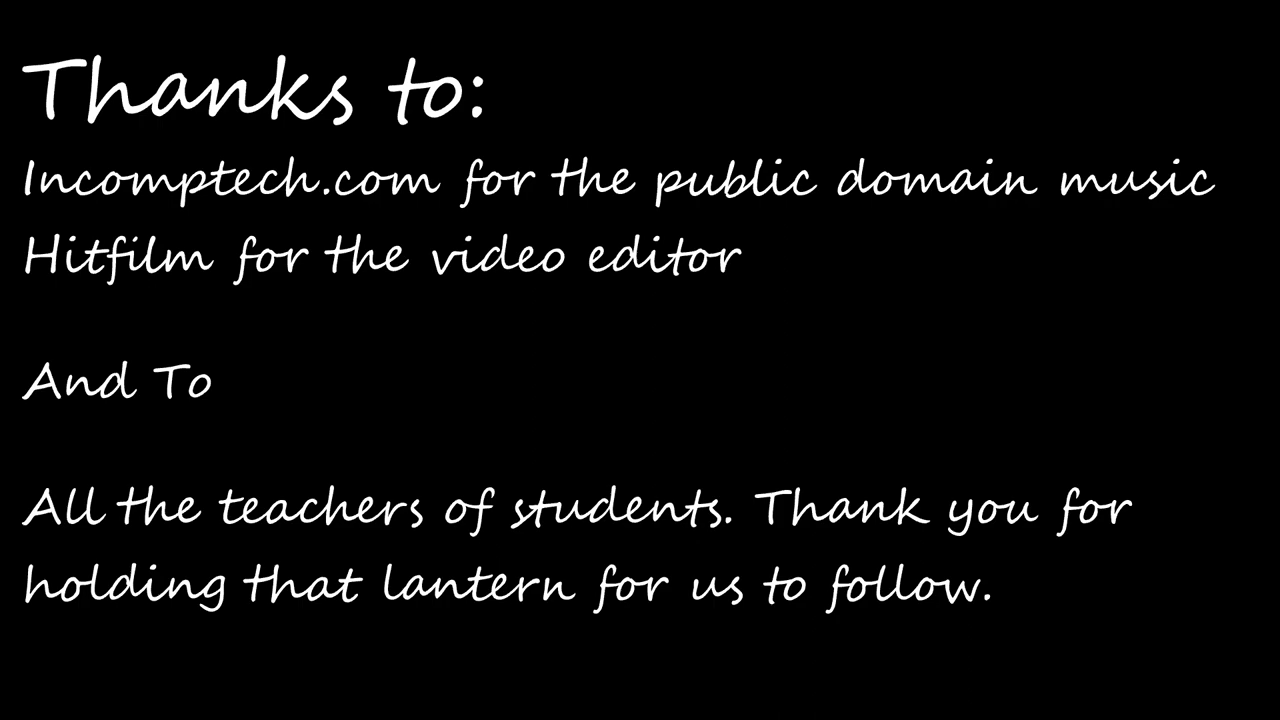 Thanks to:
Incomptech.com for the public domain music
Hitfilm for the video editor
And To
All the teachers of students. Thank you for
holding that lantern for us to follow.